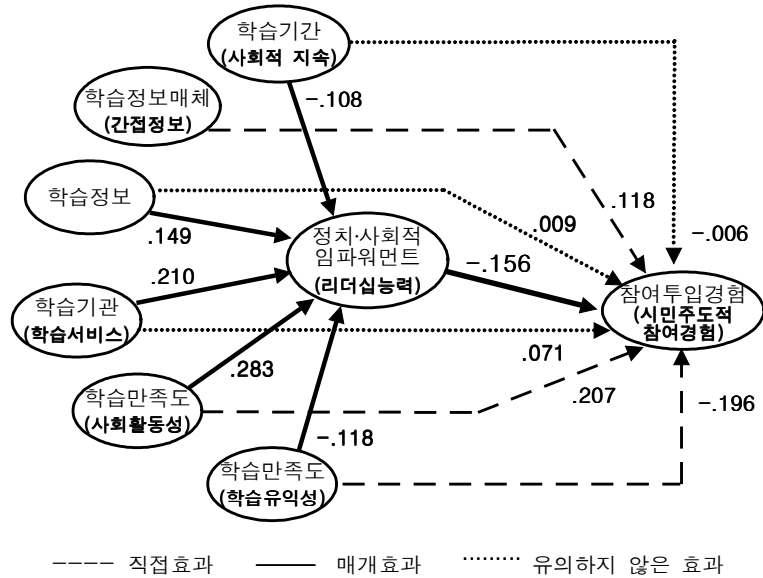 학습기간
(사회적 지속)
-.108
학습정보매체
(간접정보)
학습정보
.149
.118
.009
-.006
정치·사회적
임파워먼트
(리더십능력)
-.156
.210
학습기관
(학습서비스)
참여투입경험
(시민주도적
참여경험)
.071
.283
.207
-.196
학습만족도
(사회활동성)
-.118
학습만족도
(학습유익성)
직접효과
매개효과
유의하지 않은 효과